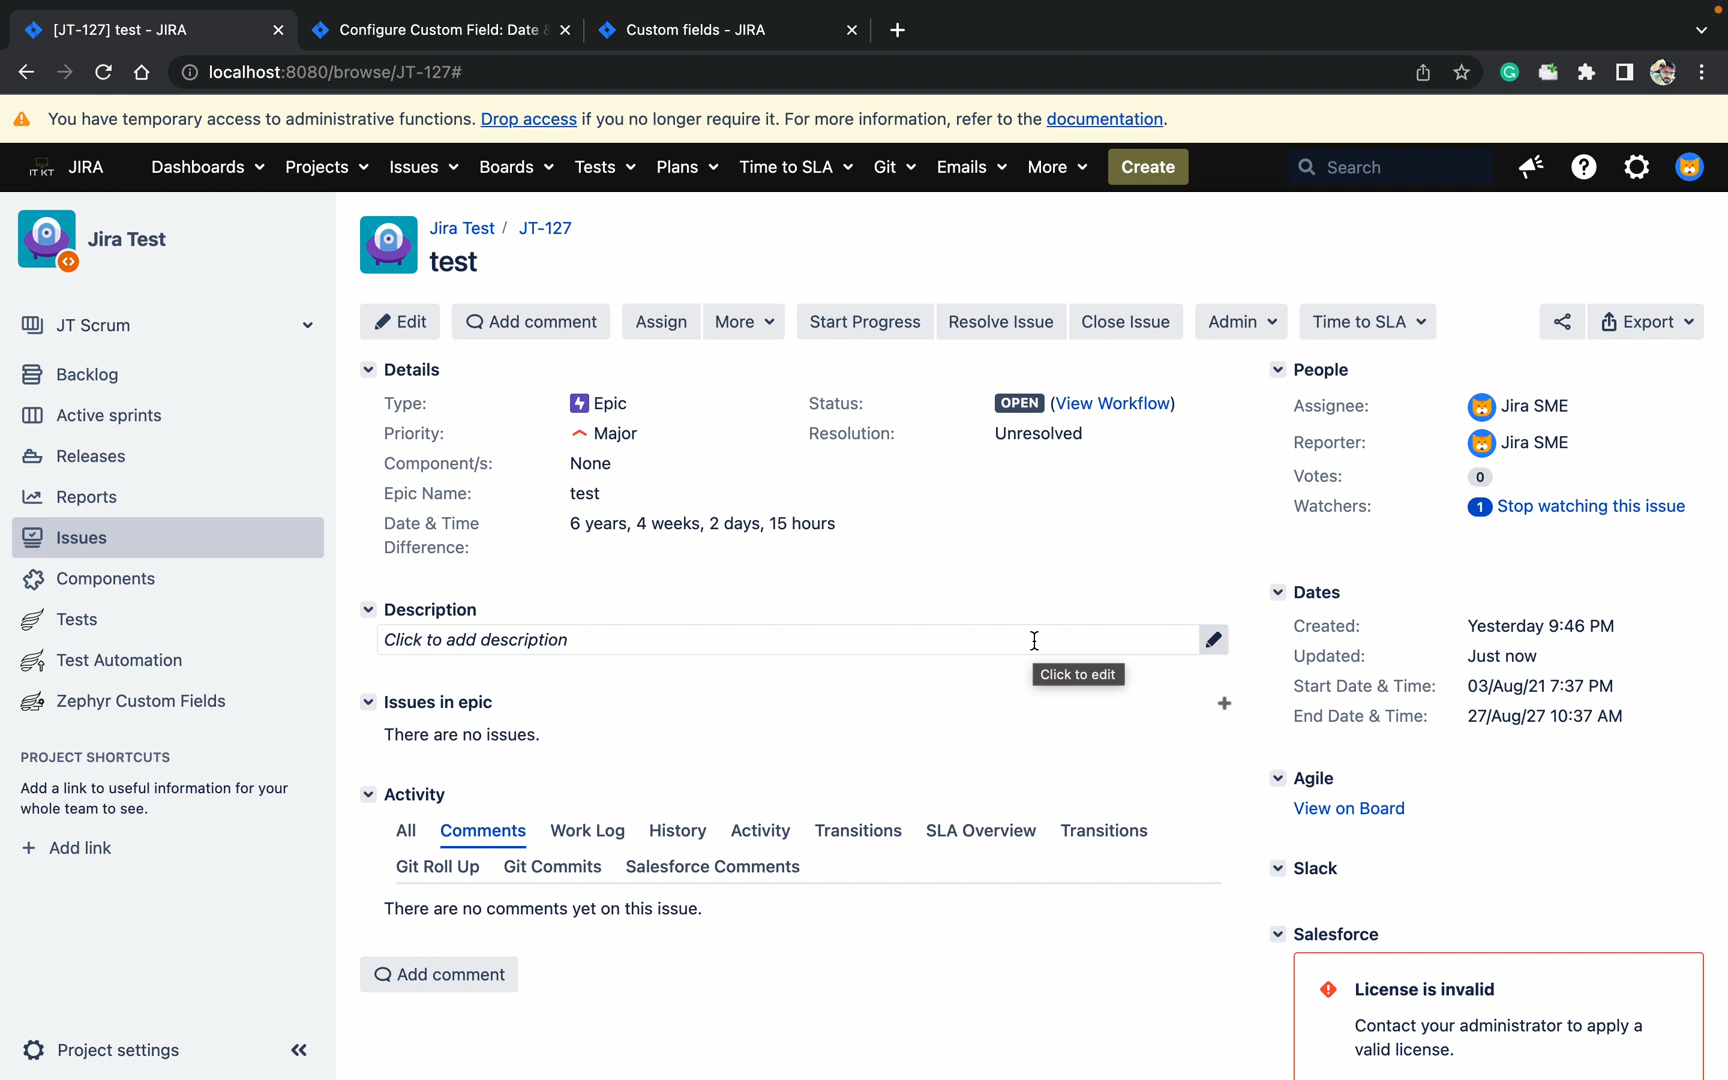 [JT-127] test - JIRA
Configure Custom Field: Date &
Custom fields - JIRA
localhost:8080/browse/JT-127#
You have temporary access to administrative functions. Drop access if you no longer require it. For more information, refer to the documentation.
IT KT JIRA Dashboards Projects Issues Boards Tests Plans Time to SLA Git Emails More Create Search
Jira Test
JT Scrum
Backlog
Active sprints
Releases
Reports
Issues
Components
Tests
Test Automation
Zephyr Custom Fields
PROJECT SHORTCUTS
Add a link to useful information for your
whole team to see.
+ Add link
Project settings
Jira Test / JT-127
test
Edit Add comment Assign More Start Progress Resolve Issue Close Issue Admin Time to SLA Export
Details
Type: Epic Status: OPEN (View Workflow)
Priority: Major Resolution: Unresolved
Component/s: None
Epic Name: test
Date & Time 6 years, 4 weeks, 2 days, 15 hours
Difference:
Description
Click to add description
Click to edit
Issues in epic
There are no issues.
Activity
All Comments Work Log History Activity Transitions SLA Overview Transitions
Git Roll Up Git Commits Salesforce Comments
There are no comments yet on this issue.
Add comment
People
Assignee: Jira SME
Reporter: Jira SME
Votes: 0
Watchers: 1 Stop watching this issue
Dates
Created: Yesterday 9:46 PM
Updated: Just now
Start Date & Time: 03/Aug/21 7:37 PM
End Date & Time: 27/Aug/27 10:37 AM
Agile
View on Board
Slack
Salesforce
License is invalid
Contact your administrator to apply a
valid license.